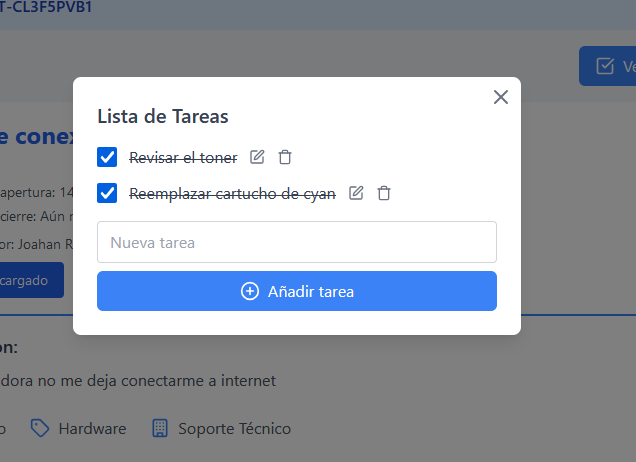 T-CL3F5PVB1
Ve
Lista de Tareas
e conex
Revisar el toner
apertura: 14
Reemplazar cartucho de cyan
cierre: Aún n
or: Joahan R
Nueva tarea
cargado
Añadir tarea
on:
dora no me deja conectarme a internet
o Hardware Soporte Técnico